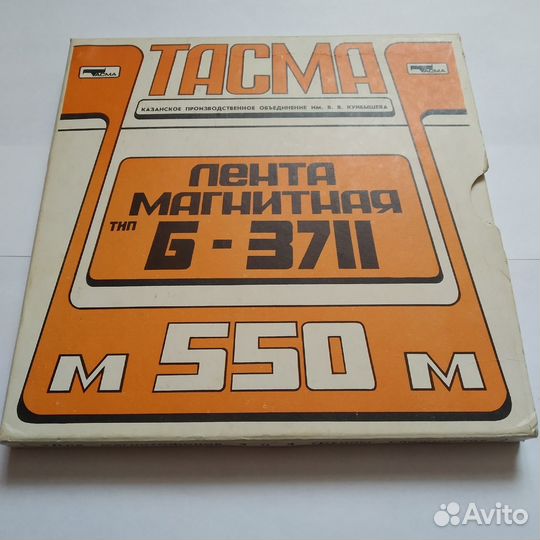 ТАСМА
ТАСМА
ТАСМА
КАЗАНСКОЕ ПРОИЗВОДСТВЕННОЕ ОБЪЕДИНЕНИЕ ИМ. В. В. КУЙБЫШЕВА
ЛЕНТА
МАГНИТНАЯ
ТИП Б-3711
М 550 М
Avito